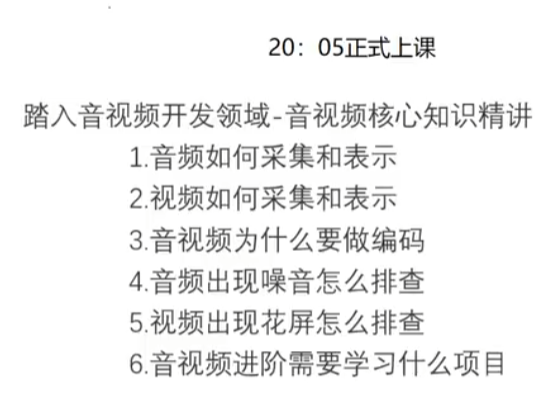 20：05正式上课
踏入音视频开发领域-音视频核心知识精讲
1.音频如何采集和表示
2.视频如何采集和表示
3.音视频为什么要做编码
4.音频出现噪音怎么排查
5.视频出现花屏怎么排查
6.音视频进阶需要学习什么项目